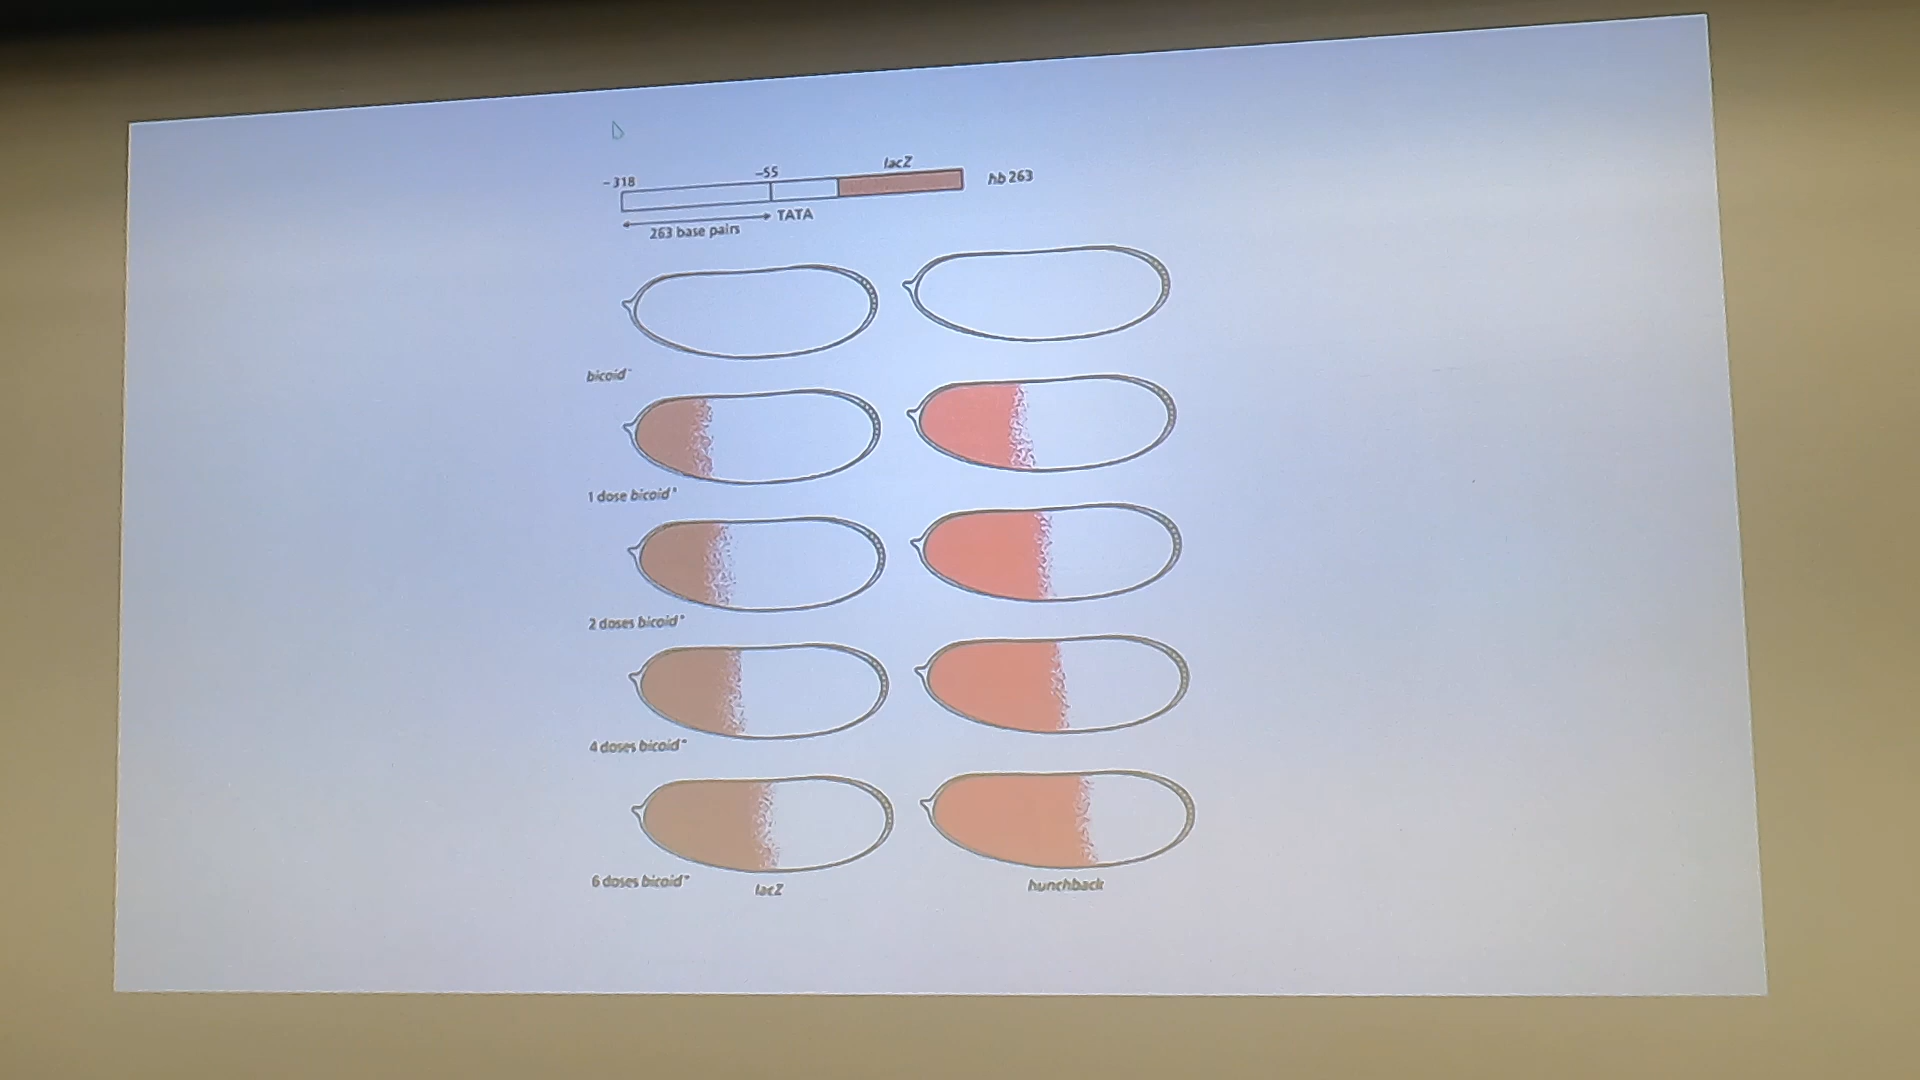 lacZ
-318
-55
hb 263
TATA
263 base pairs
bicoid⁻
1 dose bicoid⁺
2 doses bicoid⁺
4 doses bicoid⁺
6 doses bicoid⁺
lacZ
hunchback